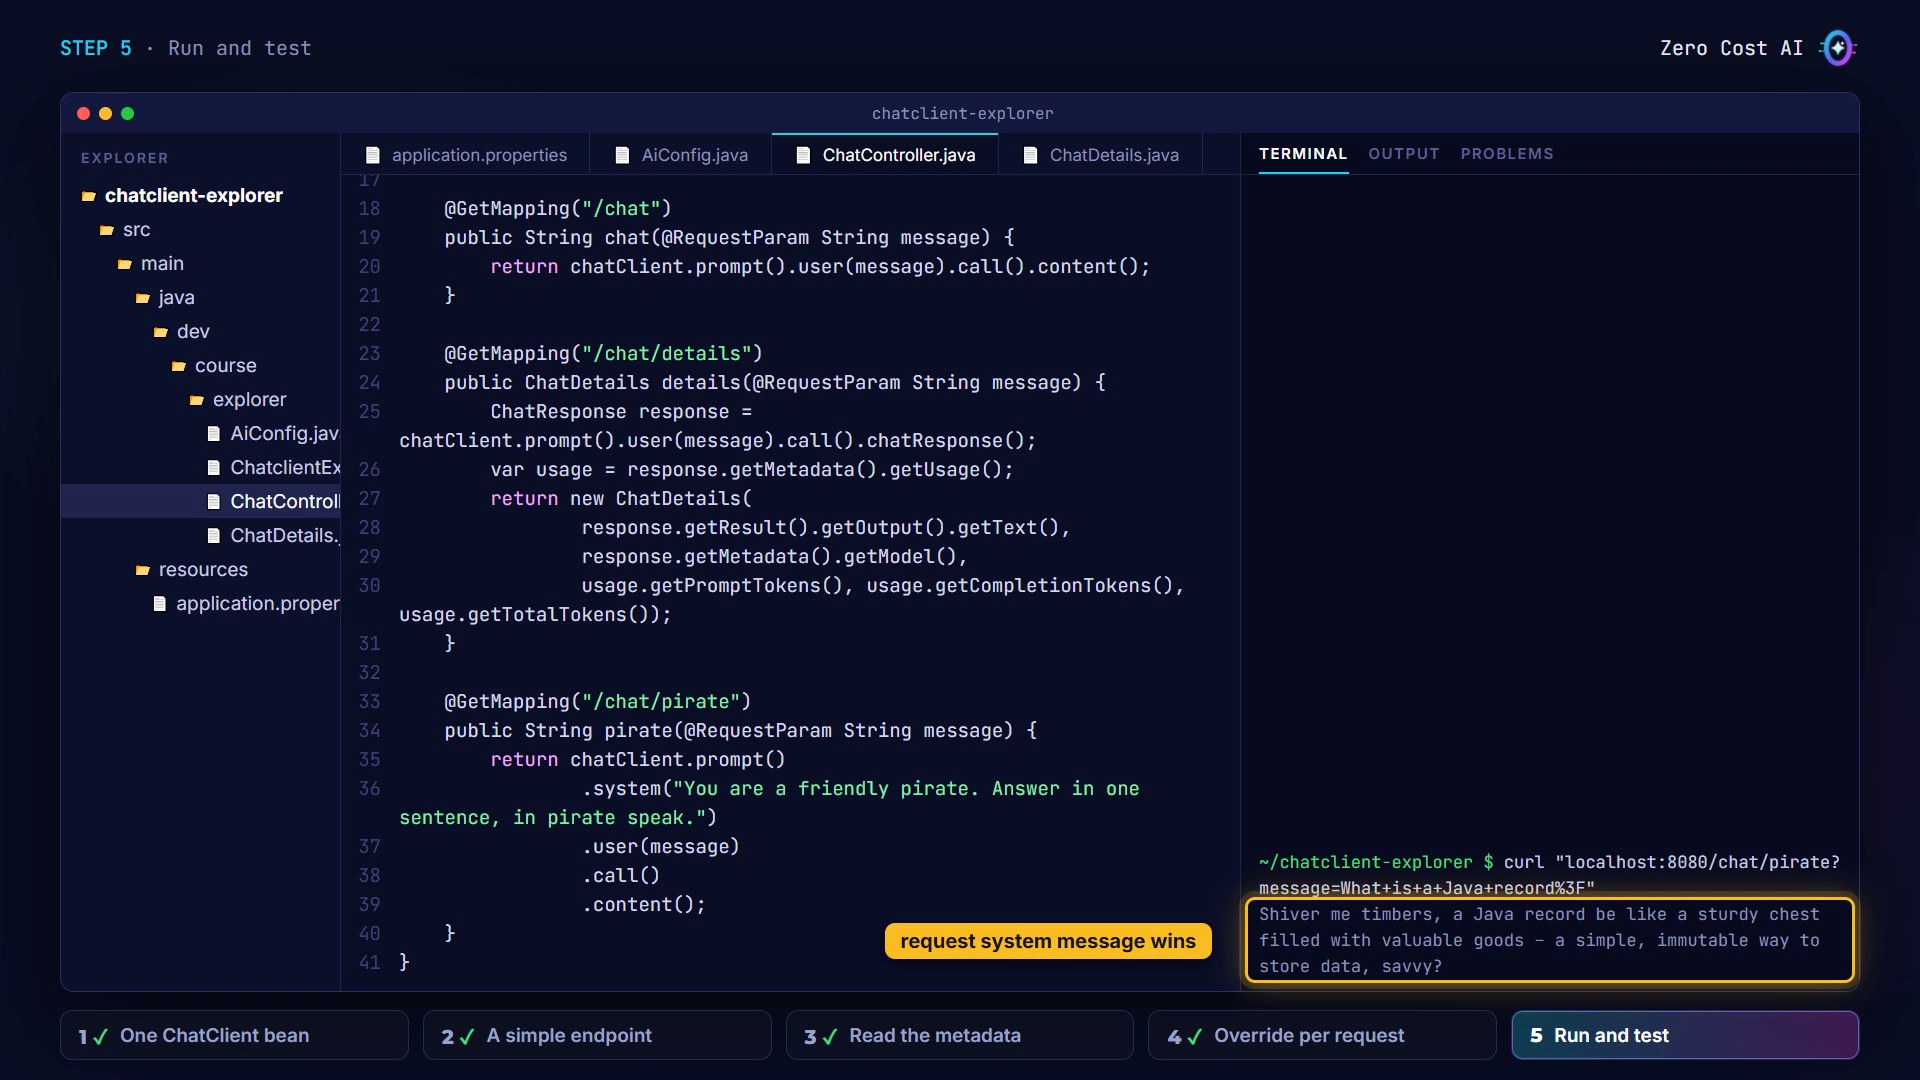 STEP 5 · Run and test
Zero Cost AI
chatclient-explorer
EXPLORER
chatclient-explorer
src
main
java
dev
course
explorer
AiConfig.jav
ChatclientEx
ChatControll
ChatDetails.j
resources
application.proper
application.properties
AiConfig.java
ChatController.java
ChatDetails.java
17
18 @GetMapping("/chat")
19 public String chat(@RequestParam String message) {
20 return chatClient.prompt().user(message).call().content();
21 }
22
23 @GetMapping("/chat/details")
24 public ChatDetails details(@RequestParam String message) {
25 ChatResponse response =
chatClient.prompt().user(message).call().chatResponse();
26 var usage = response.getMetadata().getUsage();
27 return new ChatDetails(
28 response.getResult().getOutput().getText(),
29 response.getMetadata().getModel(),
30 usage.getPromptTokens(), usage.getCompletionTokens(),
usage.getTotalTokens());
31 }
32
33 @GetMapping("/chat/pirate")
34 public String pirate(@RequestParam String message) {
35 return chatClient.prompt()
36 .system("You are a friendly pirate. Answer in one
sentence, in pirate speak.")
37 .user(message)
38 .call()
39 .content();
40 }
41 }
request system message wins
TERMINAL OUTPUT PROBLEMS
~/chatclient-explorer $ curl "localhost:8080/chat/pirate?
message=What+is+a+Java+record%3F"
Shiver me timbers, a Java record be like a sturdy chest
filled with valuable goods – a simple, immutable way to
store data, savvy?
1 ✓ One ChatClient bean
2 ✓ A simple endpoint
3 ✓ Read the metadata
4 ✓ Override per request
5 Run and test